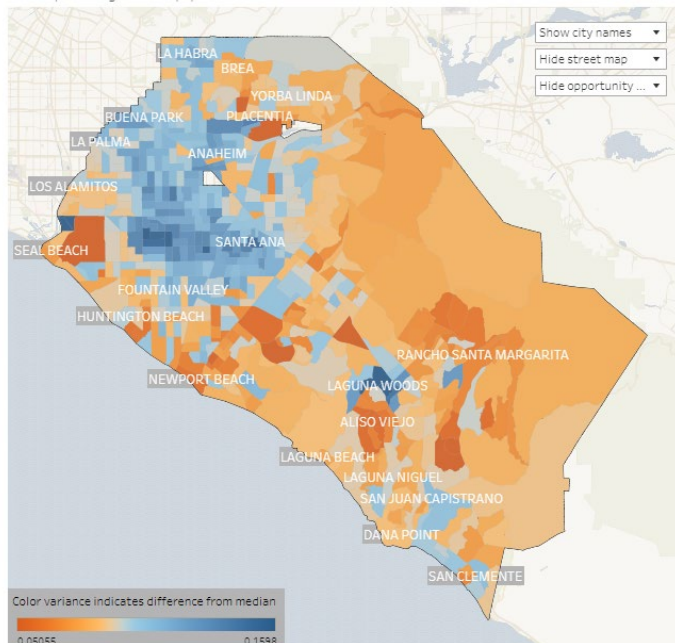 Show city names
Hide street map
Hide opportunity ...
LA HABRA
BREA
YORBA LINDA
BUENA PARK
PLACENTIA
LA PALMA
ANAHEIM
LOS ALAMITOS
SANTA ANA
SEAL BEACH
FOUNTAIN VALLEY
HUNTINGTON BEACH
RANCHO SANTA MARGARITA
NEWPORT BEACH
LAGUNA WOODS
ALISO VIEJO
LAGUNA BEACH
LAGUNA NIGUEL
SAN JUAN CAPISTRANO
DANA POINT
SAN CLEMENTE
Color variance indicates difference from median
0.05055 0.1598